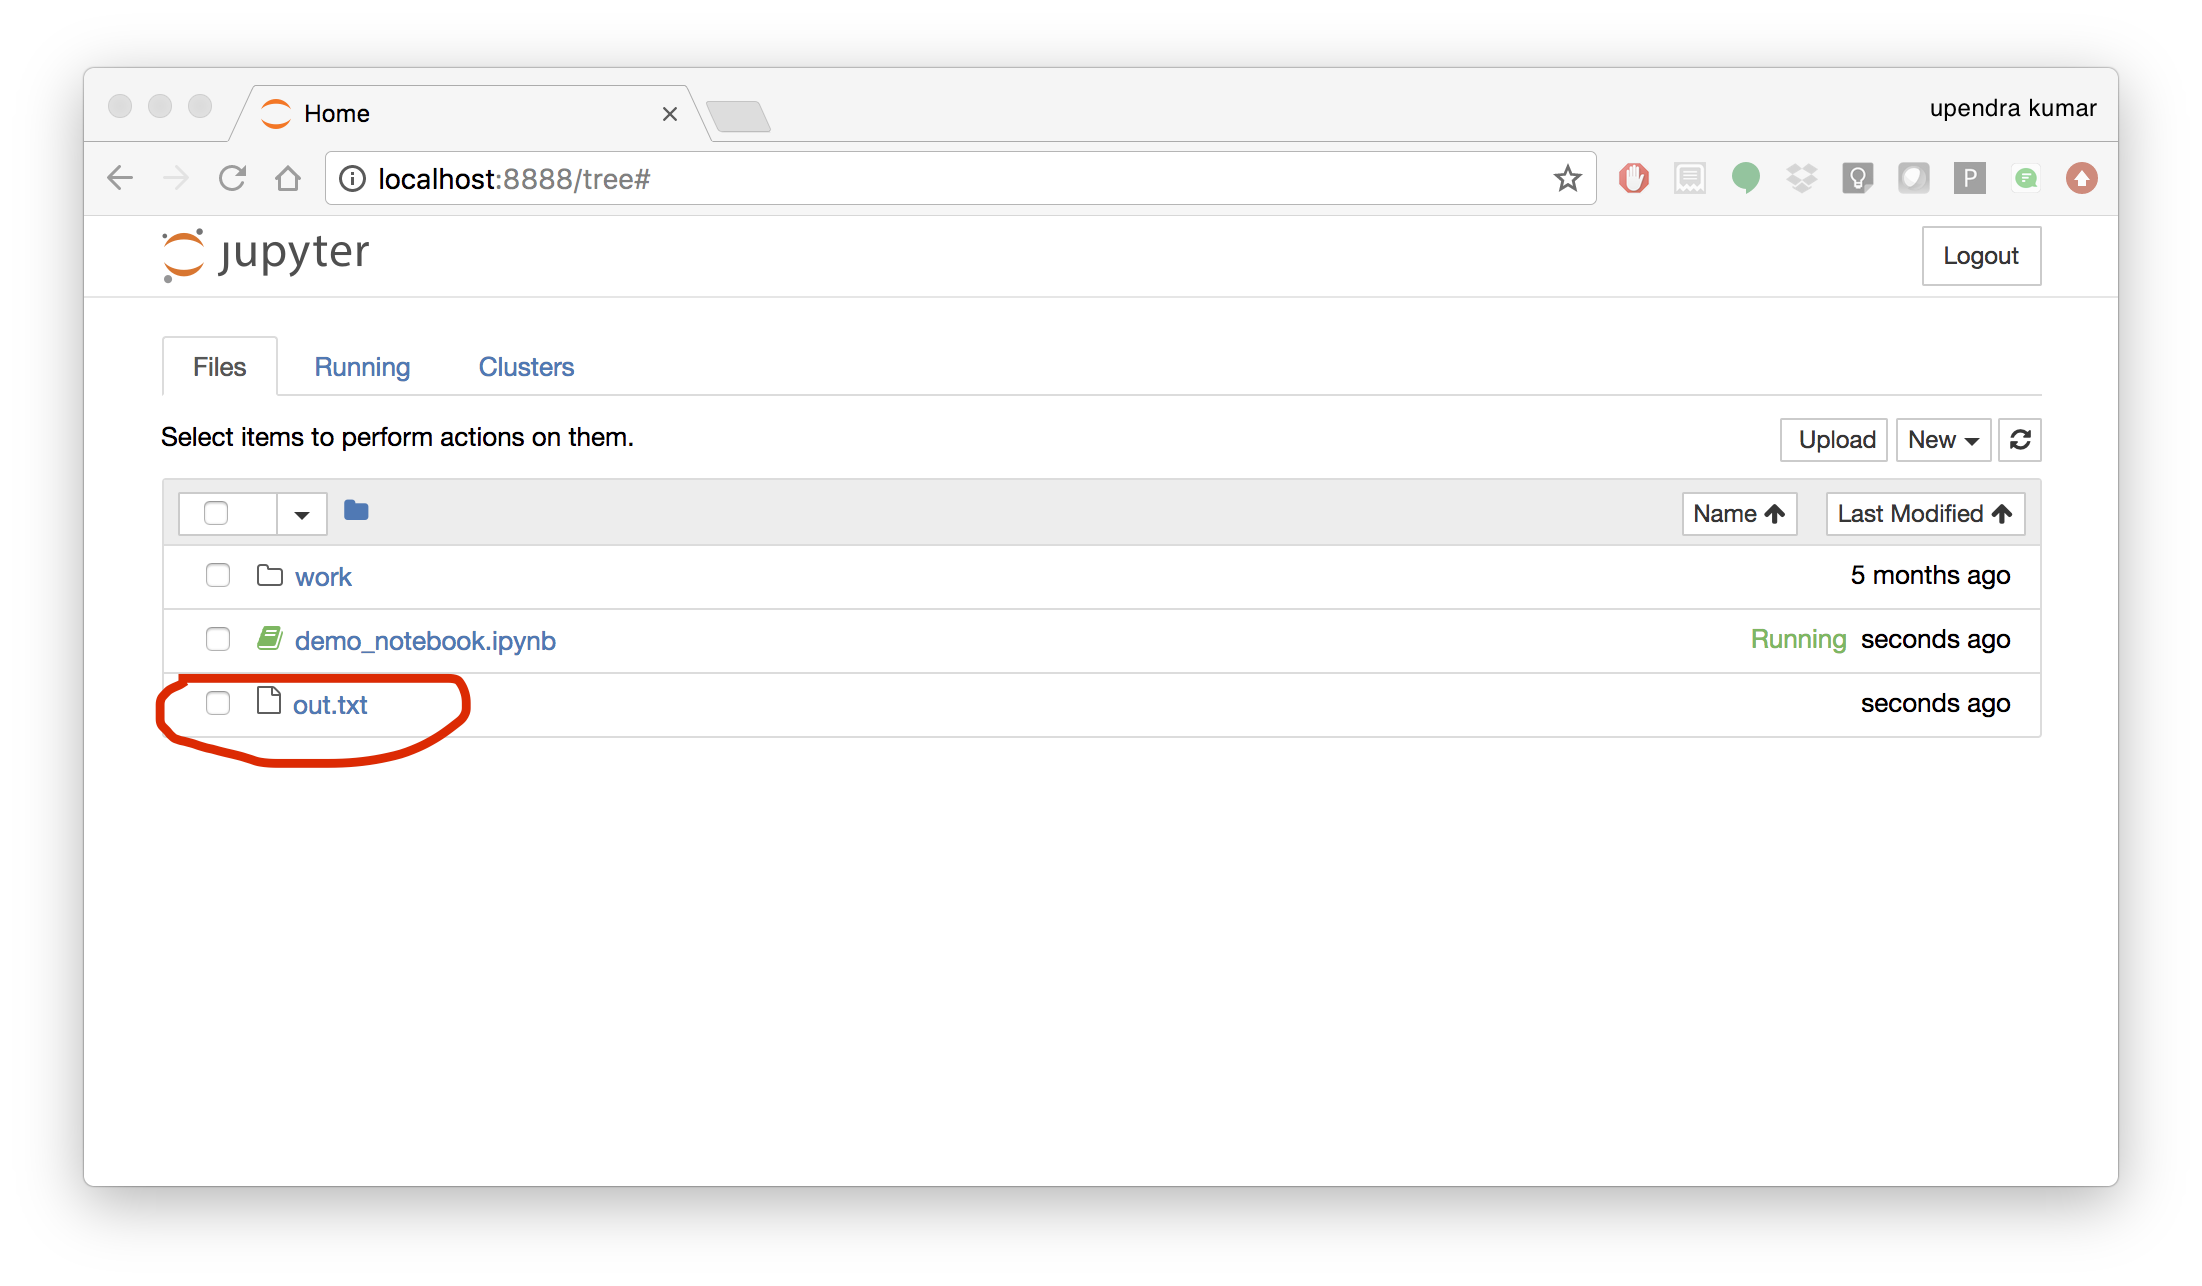 Home
upendra kumar
localhost:8888/tree#
P
jupyter
Logout
Files Running Clusters
Select items to perform actions on them.
Upload New
Name Last Modified
work 5 months ago
demo_notebook.ipynb Running seconds ago
out.txt seconds ago